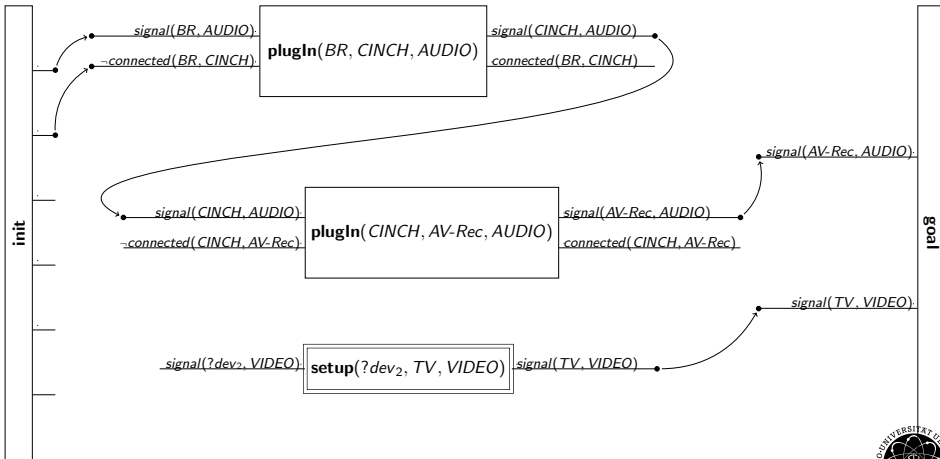 signal(BR, AUDIO)
¬connected(BR, CINCH)
plugIn(BR, CINCH, AUDIO)
signal(CINCH, AUDIO)
connected(BR, CINCH)
signal(AV-Rec, AUDIO)
init
signal(CINCH, AUDIO)
¬connected(CINCH, AV-Rec)
plugIn(CINCH, AV-Rec, AUDIO)
signal(AV-Rec, AUDIO)
connected(CINCH, AV-Rec)
goal
signal(TV, VIDEO)
signal(?dev₂, VIDEO)
setup(?dev₂, TV, VIDEO)
signal(TV, VIDEO)
O·UNIVERSITÄT U